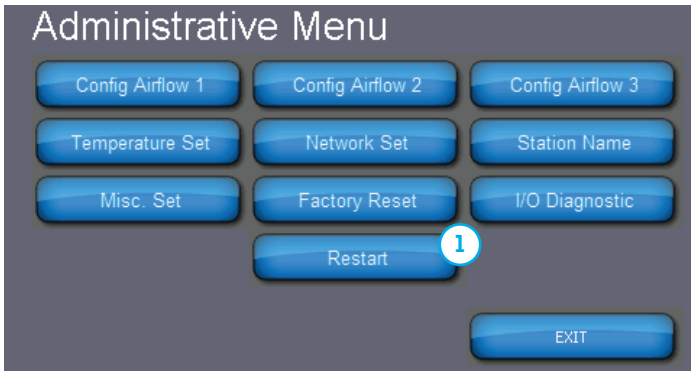 Administrative Menu
Config Airflow 1
Config Airflow 2
Config Airflow 3
Temperature Set
Network Set
Station Name
Misc. Set
Factory Reset
I/O Diagnostic
Restart
1
EXIT